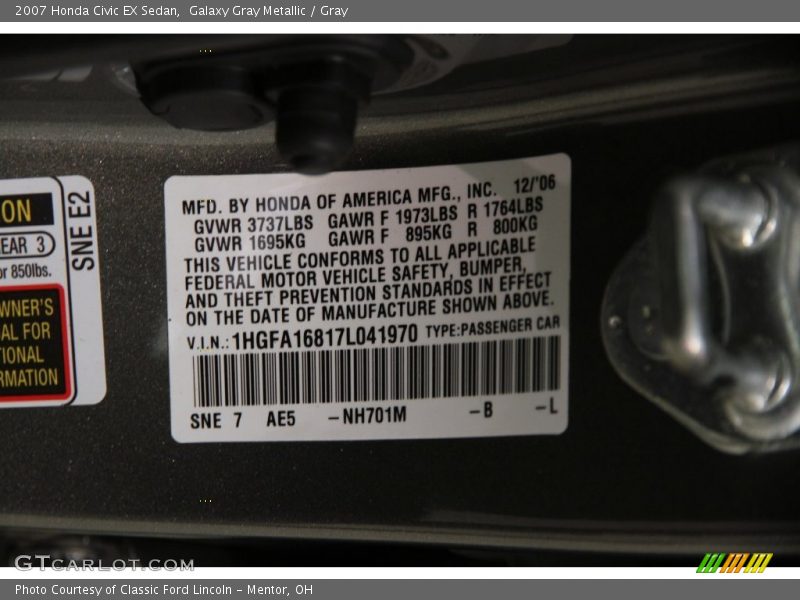 2007 Honda Civic EX Sedan,  Galaxy Gray Metallic / Gray
ON
EAR 3
or 850lbs.
WNER'S
AL FOR
TIONAL
RMATION
SNE E2
MFD. BY HONDA OF AMERICA MFG., INC. 12/'06
GVWR 3737LBS GAWR F 1973LBS R 1764LBS
GVWR 1695KG GAWR F 895KG R 800KG
THIS VEHICLE CONFORMS TO ALL APPLICABLE
FEDERAL MOTOR VEHICLE SAFETY, BUMPER,
AND THEFT PREVENTION STANDARDS IN EFFECT
ON THE DATE OF MANUFACTURE SHOWN ABOVE.
V.I.N.: 1HGFA16817L041970 TYPE:PASSENGER CAR
SNE 7 AE5 -NH701M -B -L
GTCARLOT.COM
Photo Courtesy of Classic Ford Lincoln - Mentor, OH